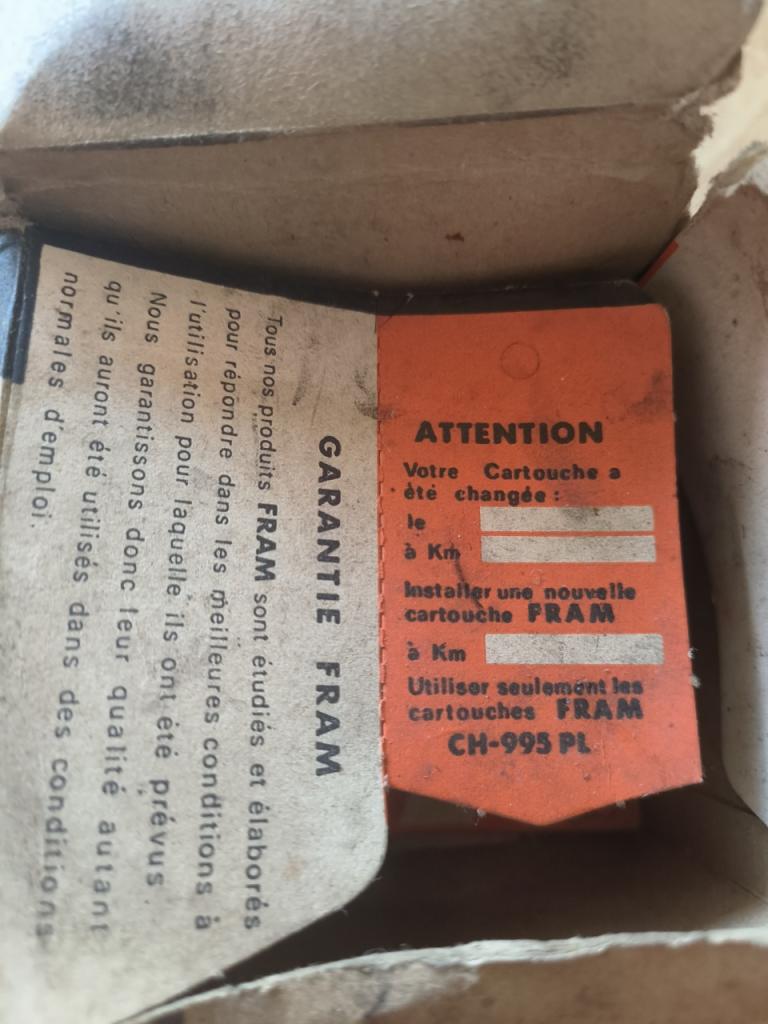 GARANTIE FRAM
Tous nos produits FRAM sont étudiés et élaborés
pour répondre dans les meilleures conditions à
l'utilisation pour laquelle ils ont été prévus.
Nous garantissons donc leur qualité autant
qu'ils auront été utilisés dans des conditions
normales d'emploi.
ATTENTION
Votre Cartouche a
été changée :
le
à Km
Installer une nouvelle
cartouche FRAM
à Km
Utiliser seulement les
cartouches FRAM
CH-995 PL